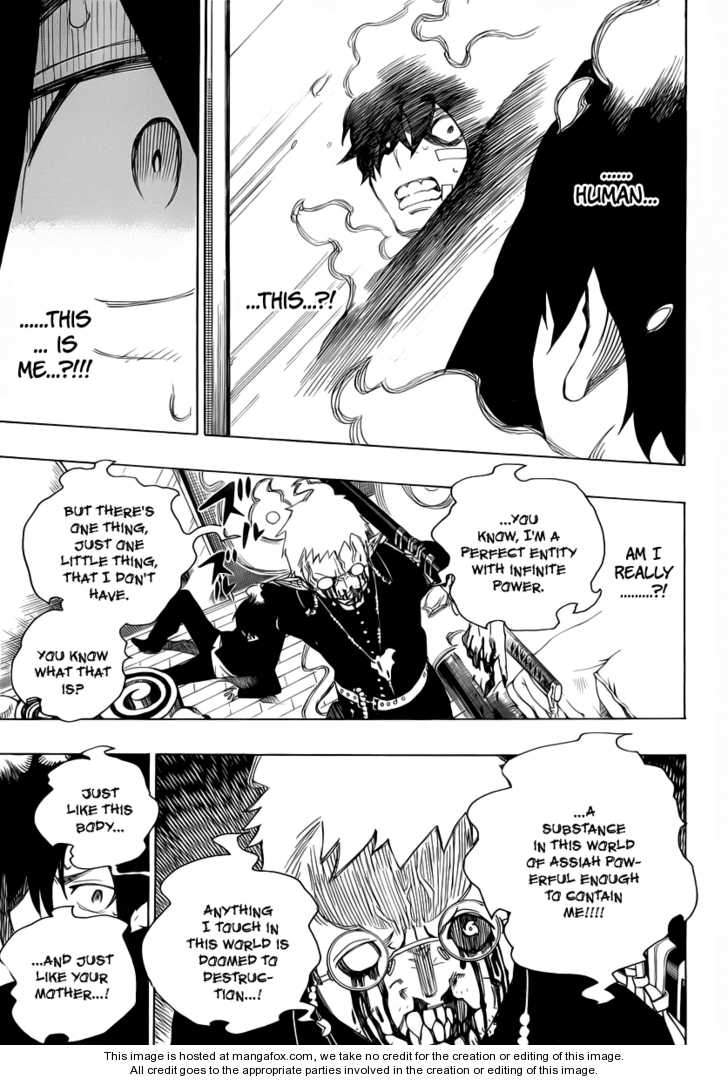 ......
HUMAN...
...THIS...?!
......THIS
... IS
ME...?!!!
AM I
REALLY
.........?!
...YOU
KNOW, I'M A
PERFECT ENTITY
WITH INFINITE
POWER.
BUT THERE'S
ONE THING,
JUST ONE
LITTLE THING,
THAT I DON'T
HAVE.
YOU KNOW
WHAT THAT
IS?
...A
SUBSTANCE
IN THIS WORLD
OF ASSIAH POW-
ERFUL ENOUGH
TO CONTAIN
ME!!!!
ANYTHING
I TOUCH IN
THIS WORLD IS
DOOMED TO
DESTRUC-
TION...!
JUST
LIKE THIS
BODY...
...AND JUST
LIKE YOUR
MOTHER...!
This image is hosted at mangafox.com, we take no credit for the creation or editing of this image.
All credit goes to the appropriate parties involved in the creation or editing of this image.